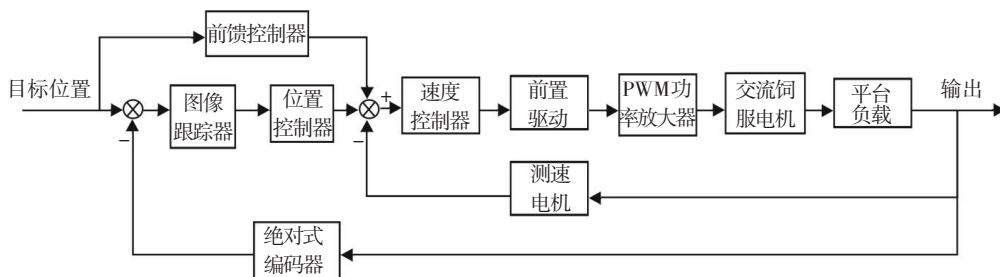 前馈控制器
目标位置
图像
跟踪器
位置
控制器
+
速度
控制器
前置
驱动
PWM功
率放大器
交流伺
服电机
平台
负载
输出
−
−
测速
电机
绝对式
编码器